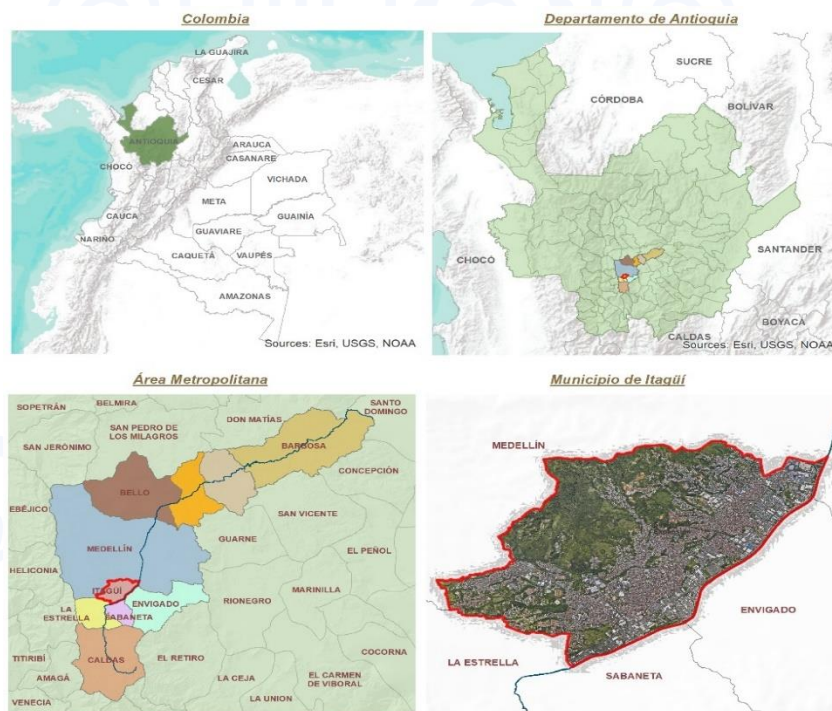 Colombia
LA GUAJIRA
CESAR
ANTIOQUIA
ARAUCA
CASANARE
CHOCÓ
VICHADA
META
CAUCA
GUAINÍA
GUAVIARE
NARIÑO
CAQUETÁ
VAUPÉS
AMAZONAS
Sources: Esri, USGS, NOAA
Departamento de Antioquia
SUCRE
CÓRDOBA
BOLÍVAR
SANTANDER
CHOCÓ
BOYACA
CALDAS
Sources: Esri, USGS, NOAA
Área Metropolitana
SOPETRÁN
BELMIRA
SANTO
DOMINGO
SAN PEDRO DE
LOS MILAGROS
DON MATÍAS
SAN JERÓNIMO
BARBOSA
CONCEPCIÓN
BELLO
EBÉJICO
SAN VICENTE
GUARNE
MEDELLÍN
EL PEÑOL
HELICONIA
ITAGÜÍ
MARINILLA
RIONEGRO
ENVIGADO
LA
ESTRELLA
SABANETA
COCORNA
TITIRIBÍ
CALDAS
EL RETIRO
AMAGÁ
LA CEJA
EL CARMEN
DE VIBORAL
LA UNION
VENECIA
Municipio de Itagüí
MEDELLÍN
ENVIGADO
LA ESTRELLA
SABANETA